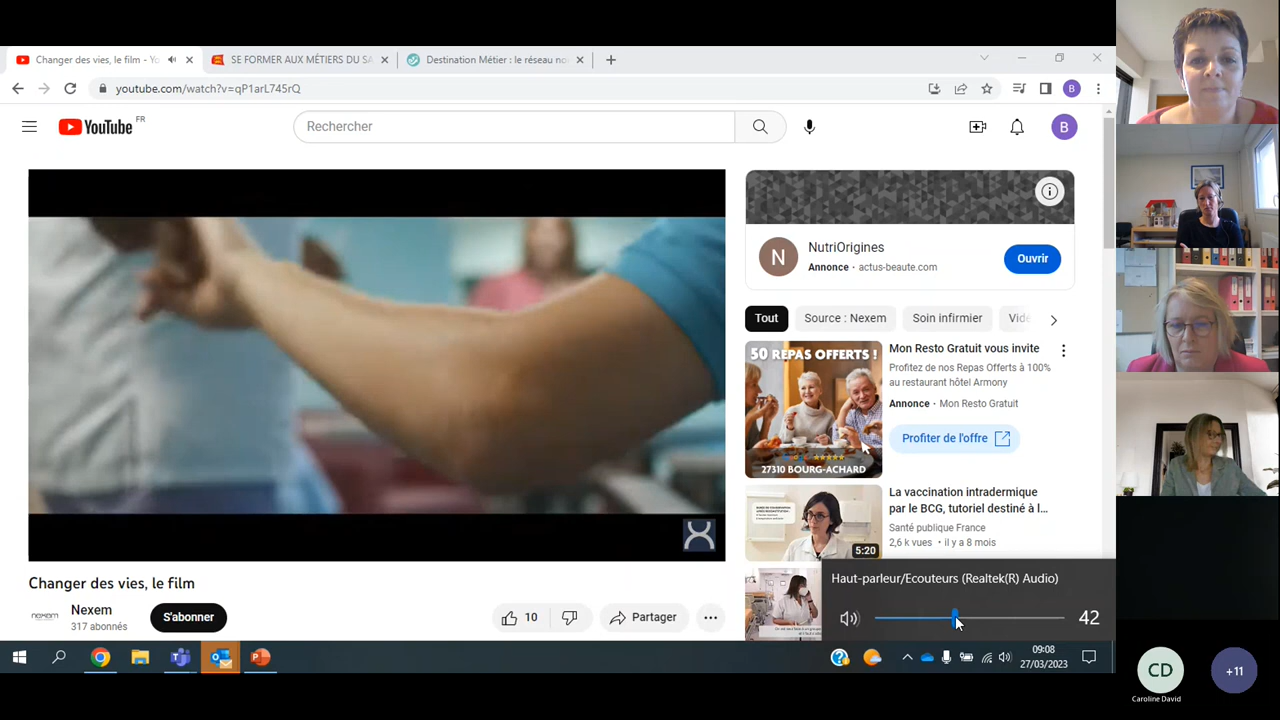 Changer des vies, le film - Yo
SE FORMER AUX MÉTIERS DU SA
Destination Métier : le réseau no
youtube.com/watch?v=qP1arL745rQ
B
YouTube FR
Rechercher
B
N
NutriOrigines
Annonce • actus-beaute.com
Ouvrir
Tout
Source : Nexem
Soin infirmier
50 REPAS OFFERTS !
27310 BOURG-ACHARD
Mon Resto Gratuit vous invite
Profitez de nos Repas Offerts à 100%
au restaurant hôtel Armony
Annonce • Mon Resto Gratuit
Profiter de l'offre
5:20
La vaccination intradermique
par le BCG, tutoriel destiné à l...
Santé publique France
2,6 k vues • il y a 8 mois
Changer des vies, le film
nexem
Nexem
317 abonnés
S'abonner
10
Partager
Haut-parleur/Ecouteurs (Realtek(R) Audio)
42
09:08
27/03/2023
CD
Caroline David
+11